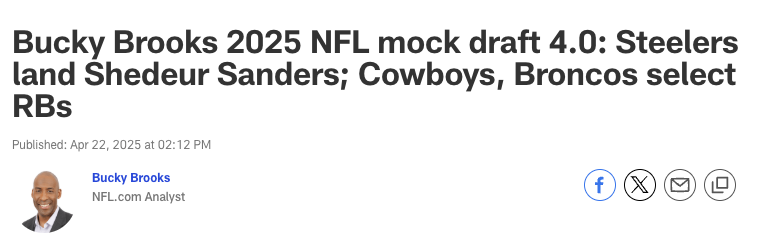 Bucky Brooks 2025 NFL mock draft 4.0: Steelers
land Shedeur Sanders; Cowboys, Broncos select
RBs
Published: Apr 22, 2025 at 02:12 PM
Bucky Brooks
NFL.com Analyst